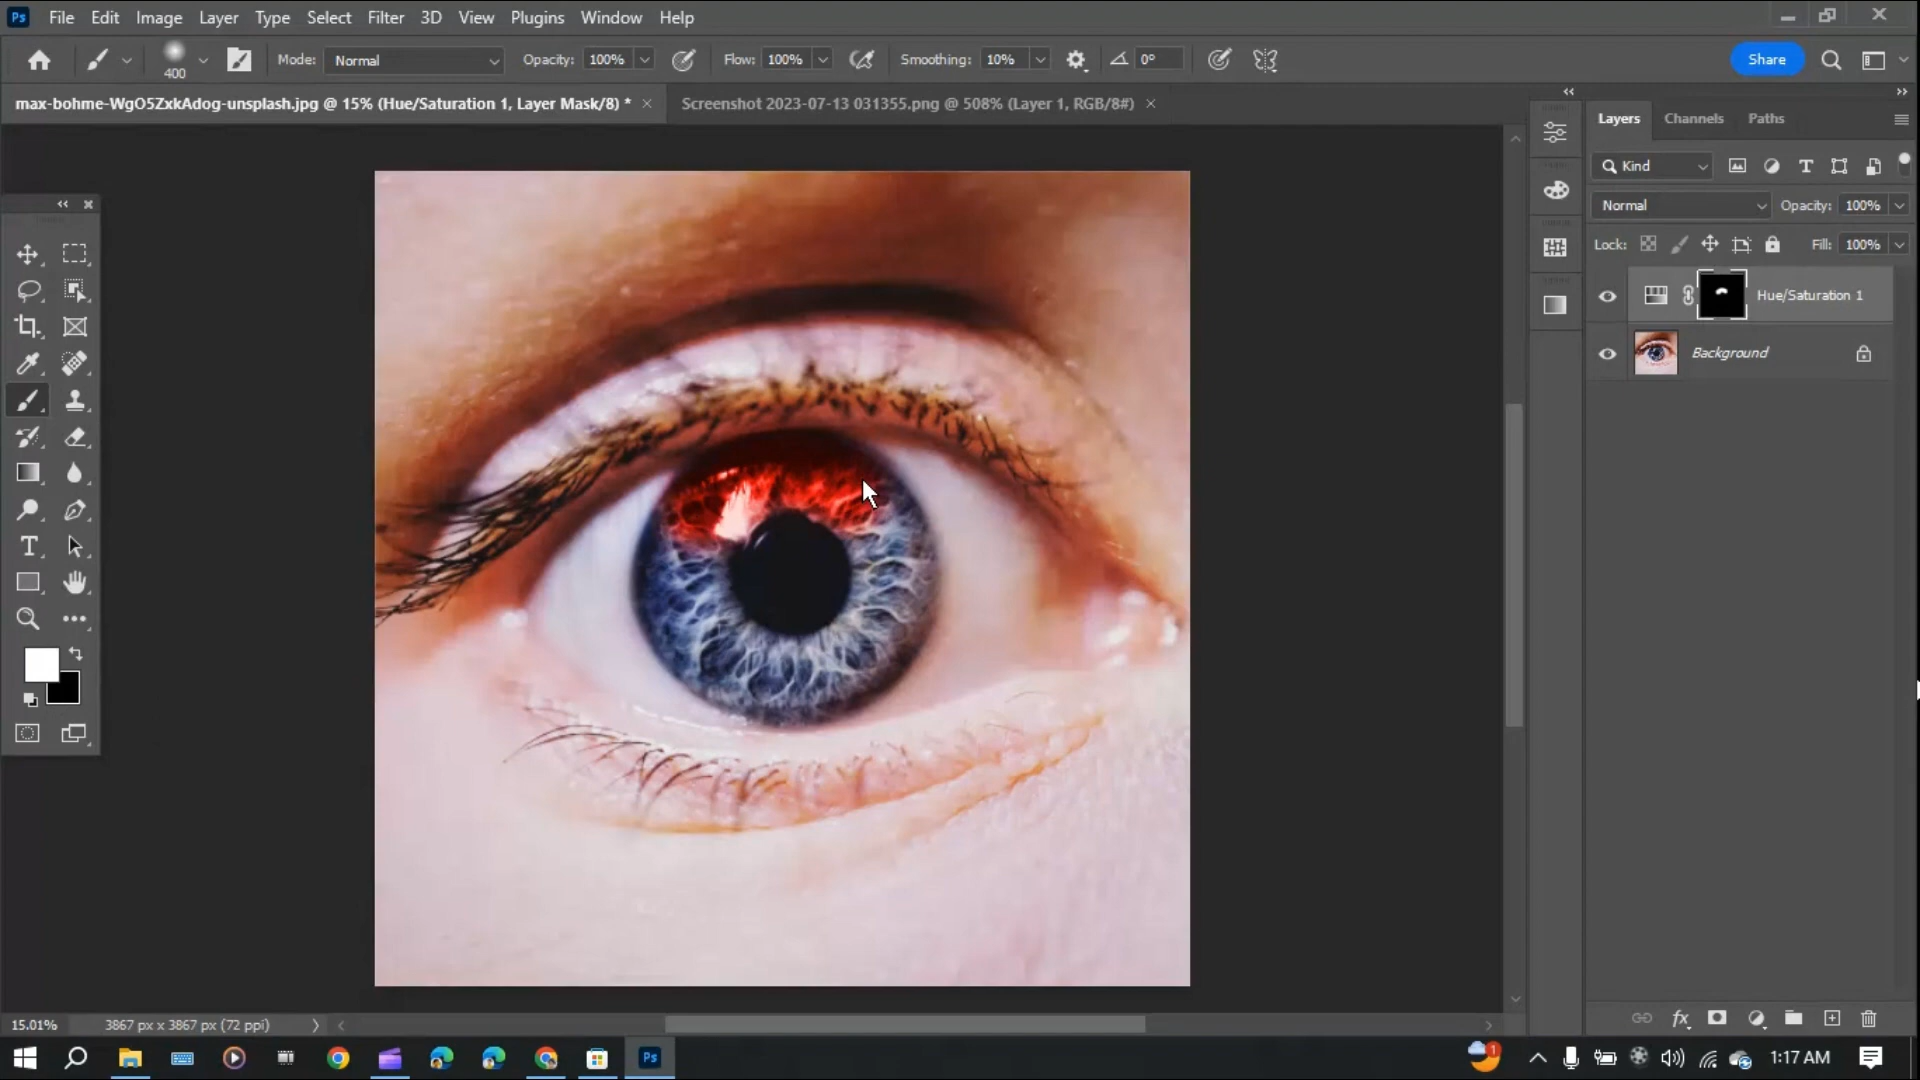 Ps File Edit Image Layer Type Select Filter 3D View Plugins Window Help
400 Mode: Normal Opacity: 100% Flow: 100% Smoothing: 10% 0° Share
max-bohme-WgO5ZxkAdog-unsplash.jpg @ 15% (Hue/Saturation 1, Layer Mask/8) * Screenshot 2023-07-13 031355.png @ 508% (Layer 1, RGB/8#)
Layers Channels Paths
Kind
Normal Opacity: 100%
Lock: Fill: 100%
Hue/Saturation 1
Background
15.01% 3867 px x 3867 px (72 ppi)
Ps 1 1:17 AM